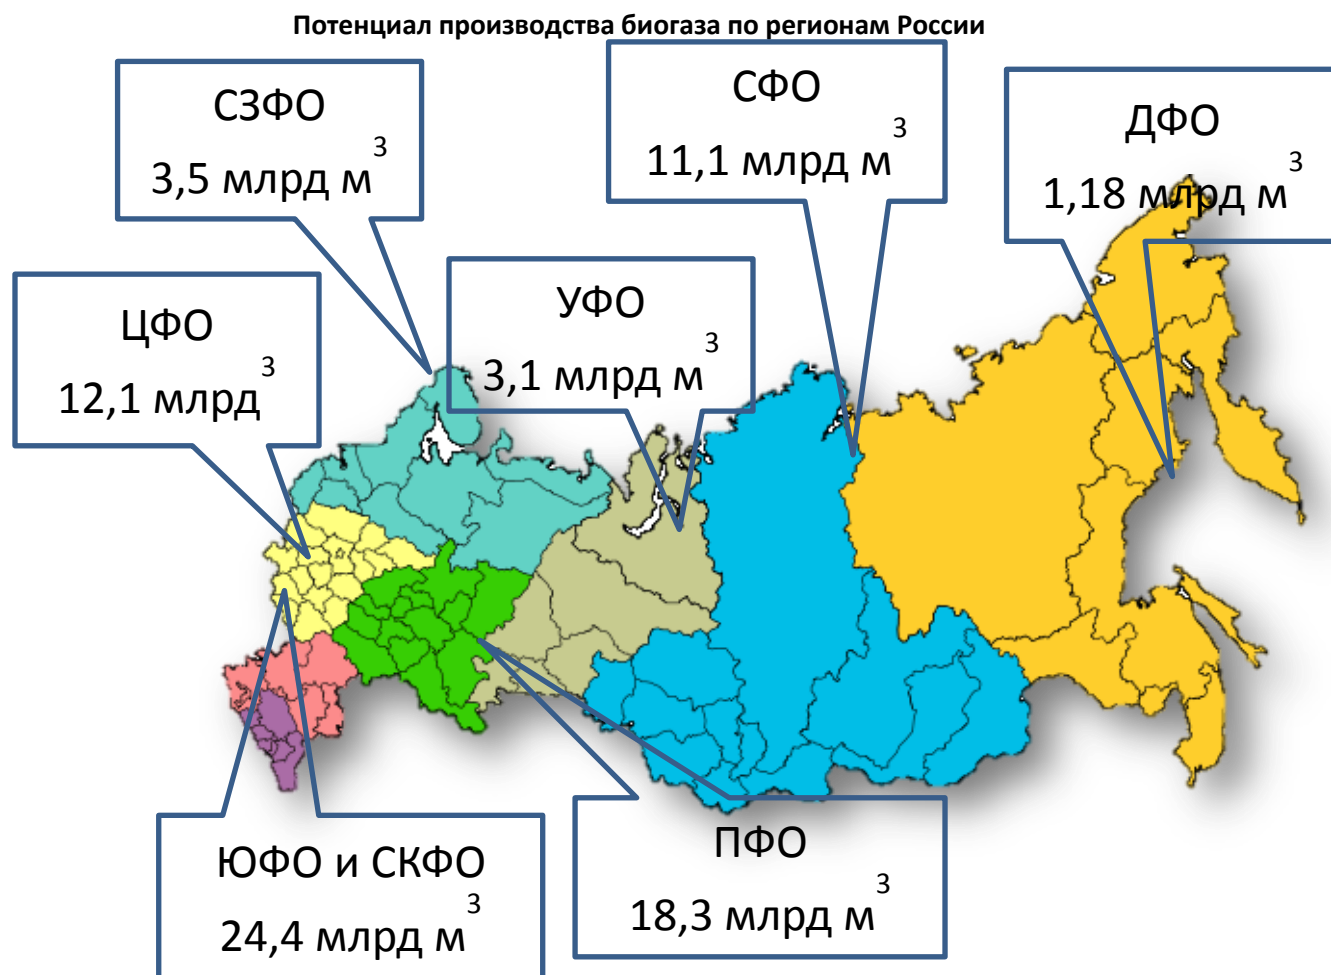 Потенциал производства биогаза по регионам России
СЗФО
3,5 млрд м³
СФО
11,1 млрд м³
ДФО
1,18 млрд м³
ЦФО
12,1 млрд³
УФО
3,1 млрд м³
ЮФО и СКФО
24,4 млрд м³
ПФО
18,3 млрд м³